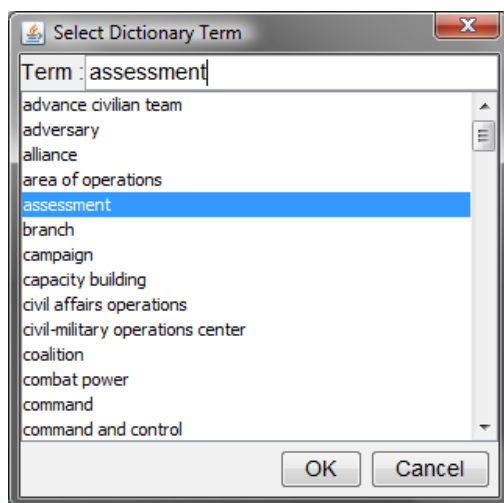 Select Dictionary Term
Term : assessment
advance civilian team
adversary
alliance
area of operations
assessment
branch
campaign
capacity building
civil affairs operations
civil-military operations center
coalition
combat power
command
command and control
OK Cancel